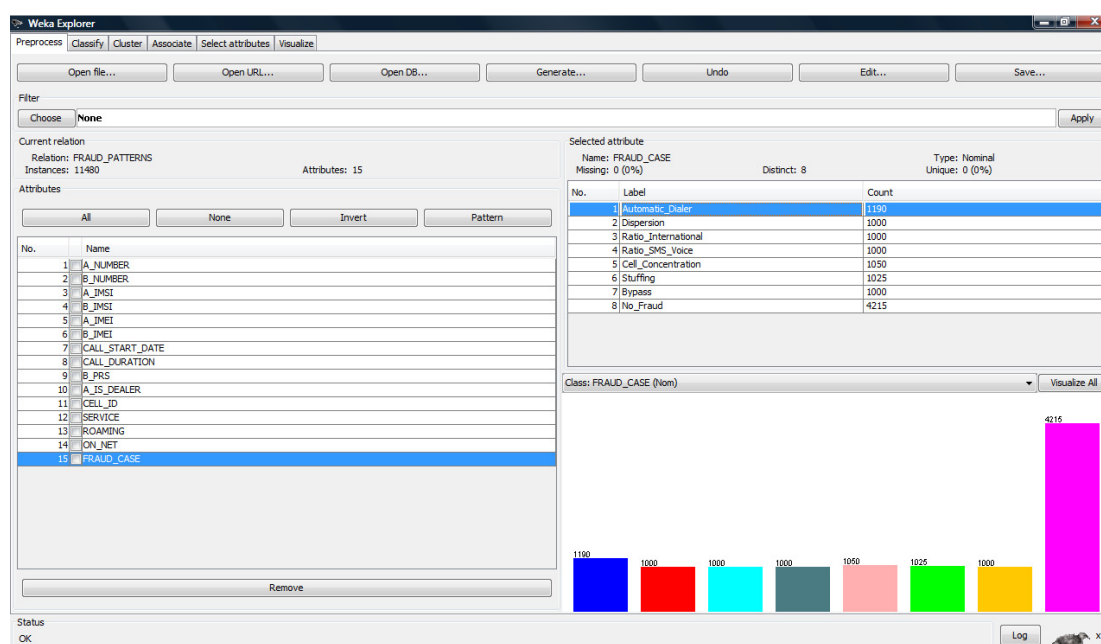 Weka Explorer
Preprocess Classify Cluster Associate Select attributes Visualize
Open file... Open URL... Open DB... Generate... Undo Edit... Save...
Filter
Choose None Apply
Current relation
Relation: FRAUD_PATTERNS
Instances: 11480 Attributes: 15
Attributes
All None Invert Pattern
No. Name
1 A_NUMBER
2 B_NUMBER
3 A_IMSI
4 B_IMSI
5 A_IMEI
6 B_IMEI
7 CALL_START_DATE
8 CALL_DURATION
9 B_PRS
10 A_IS_DEALER
11 CELL_ID
12 SERVICE
13 ROAMING
14 ON_NET
15 FRAUD_CASE
Remove
Selected attribute
Name: FRAUD_CASE Type: Nominal
Missing: 0 (0%) Distinct: 8 Unique: 0 (0%)
No. Label Count
1 Automatic_Dialer 1190
2 Dispersion 1000
3 Ratio_International 1000
4 Ratio_SMS_Voice 1000
5 Cell_Concentration 1050
6 Stuffing 1025
7 Bypass 1000
8 No_Fraud 4215
Class: FRAUD_CASE (Nom) Visualize All
4215
1190 1000 1000 1000 1050 1025 1000
Status
OK Log x